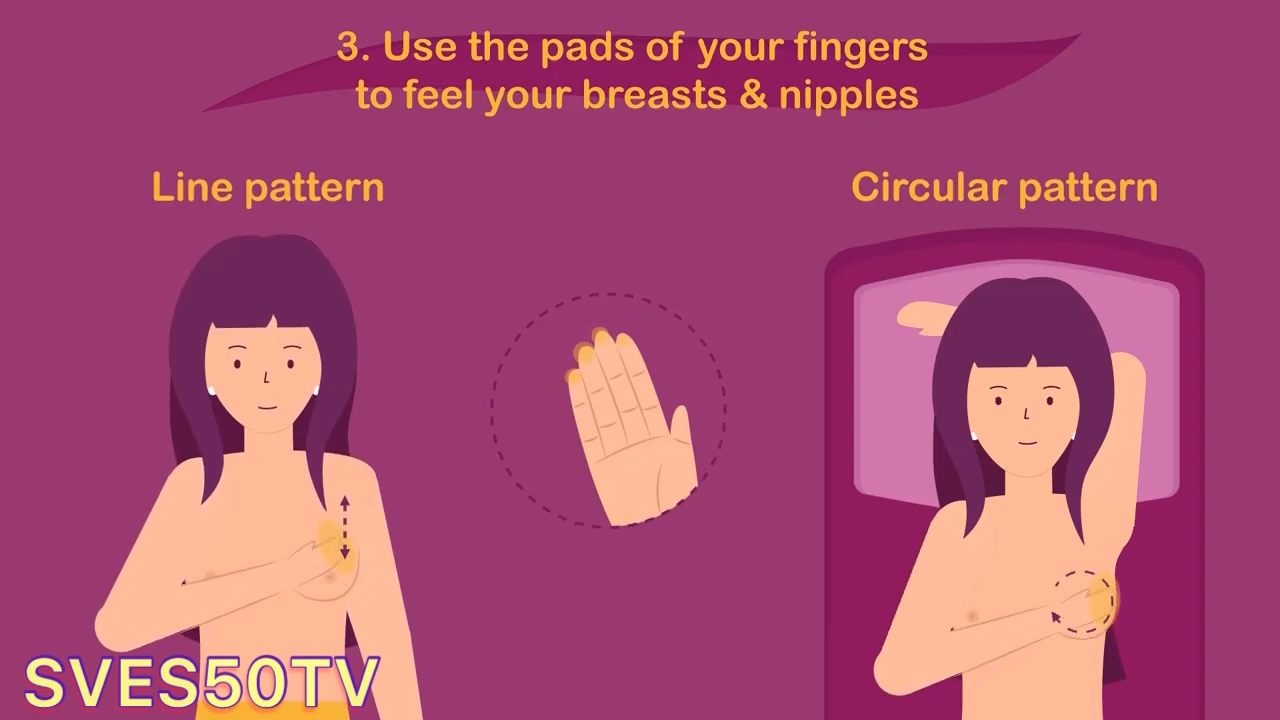 3. Use the pads of your fingers
to feel your breasts & nipples
Line pattern
Circular pattern
SVES50TV